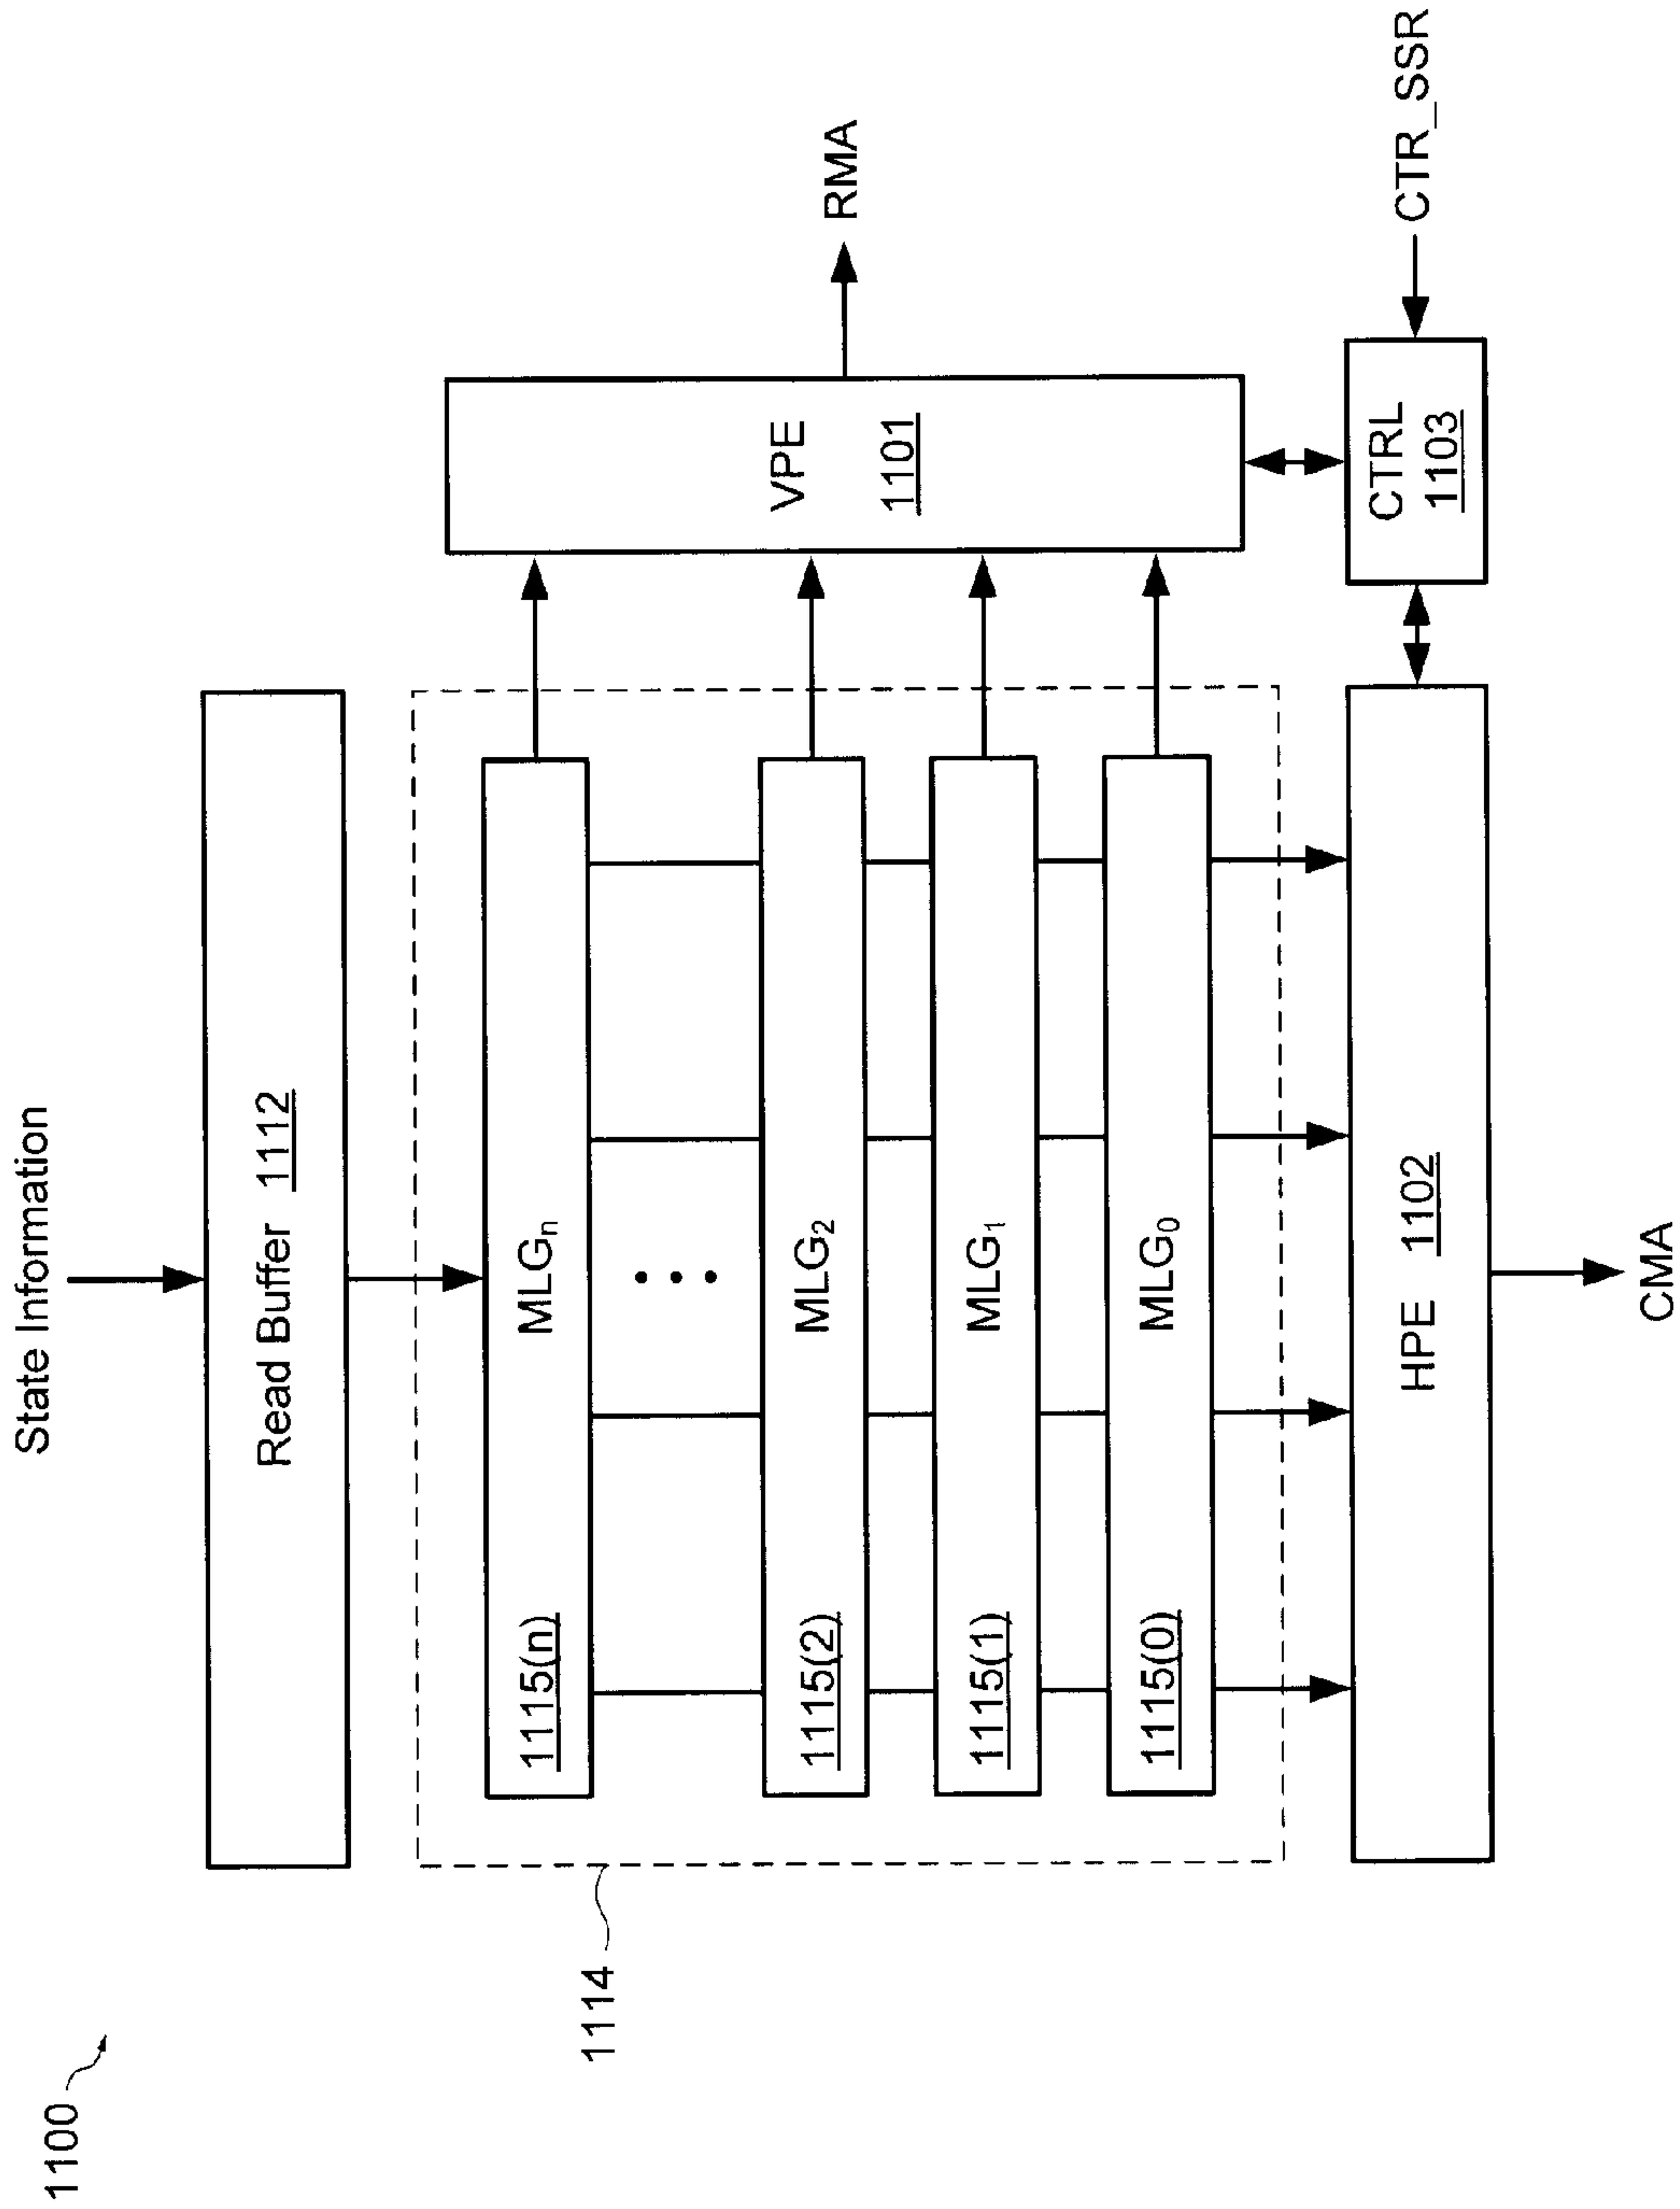 1100
State Information
Read Buffer 1112
1114
1115(n) MLGn
1115(2) MLG2
1115(1) MLG1
1115(0) MLG0
VPE
1101
RMA
HPE 1102
CTRL
1103
CTR_SSR
CMA